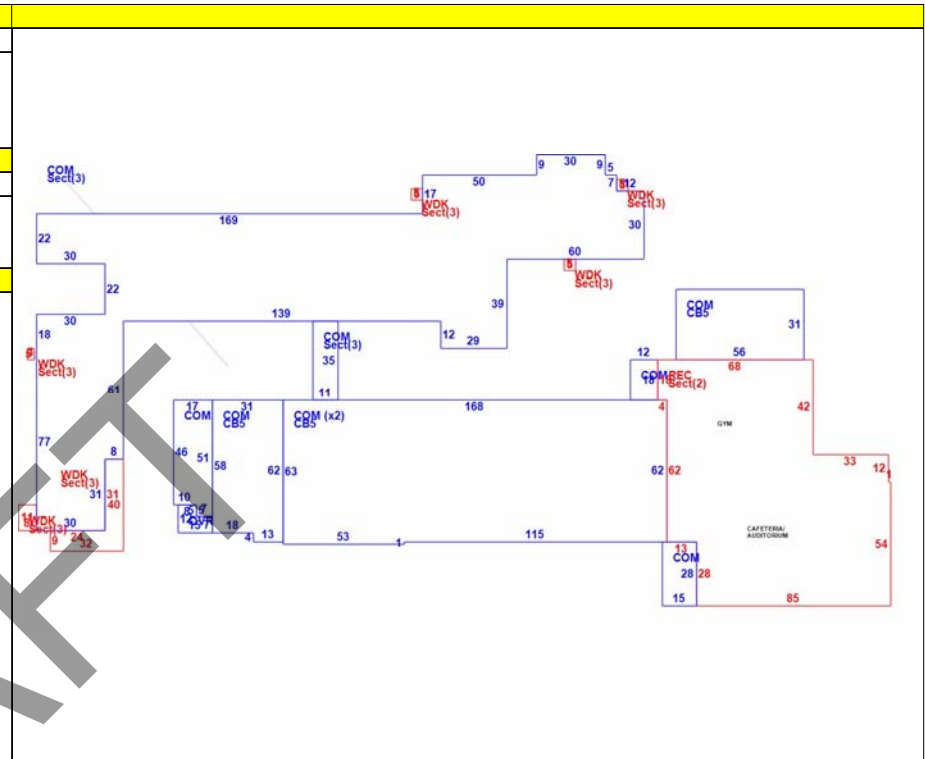 30
9
9
5
COM
Sect(3)
50
5
17
7
5
12
WDK
Sect(3)
WDK
Sect(3)
169
30
22
30
60
5
WDK
Sect(3)
22
39
30
139
18
12
29
COM
Sect(3)
35
COM
CB5
31
WDK
Sect(3)
61
12
56
68
COM
REC
Sect(2)
18
11
17
31
168
4
42
COM
COM
CB5
COM (x2)
CB5
GYM
77
8
46
51
58
62
63
62
62
33
12
1
WDK
Sect(3)
31
31
40
10
54
11
WDK
Sect(3)
30
24
32
9
OVR
18
4
13
53
1
115
CAFETERIA/
AUDITORIUM
13
COM
28
28
15
85